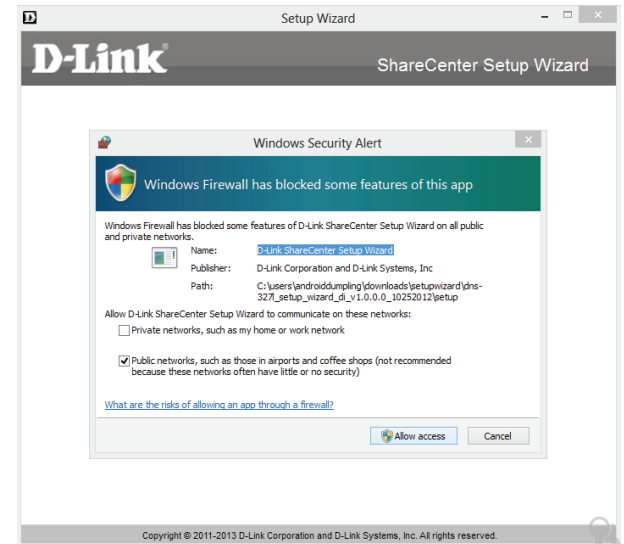 D Setup Wizard
D-Link
ShareCenter Setup Wizard
Windows Security Alert
Windows Firewall has blocked some features of this app
Windows Firewall has blocked some features of D-Link ShareCenter Setup Wizard on all public
and private networks.
Name: D-Link ShareCenter Setup Wizard
Publisher: D-Link Corporation and D-Link Systems, Inc
Path: C:\users\androiddumpling\downloads\setupwizard\dns-
327l_setup_wizard_di_v1.0.0.0_10252012\setup
Allow D-Link ShareCenter Setup Wizard to communicate on these networks:
Private networks, such as my home or work network
Public networks, such as those in airports and coffee shops (not recommended
because these networks often have little or no security)
What are the risks of allowing an app through a firewall?
Allow access Cancel
Copyright © 2011-2013 D-Link Corporation and D-Link Systems, Inc. All rights reserved.